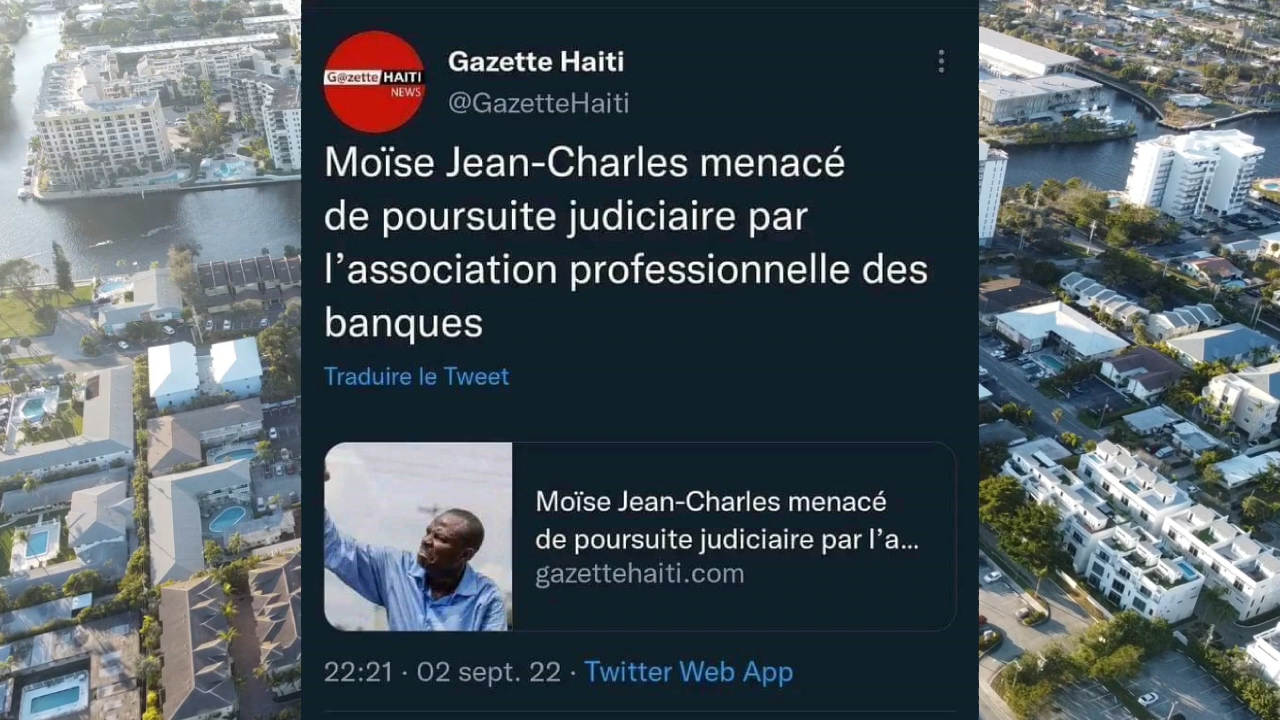 G@zette HAITI
NEWS
Gazette Haiti
@GazetteHaiti
Moïse Jean-Charles menacé
de poursuite judiciaire par
l’association professionnelle des
banques
Traduire le Tweet
Moïse Jean-Charles menacé
de poursuite judiciaire par l’a...
gazettehaiti.com
22:21 · 02 sept. 22 · Twitter Web App